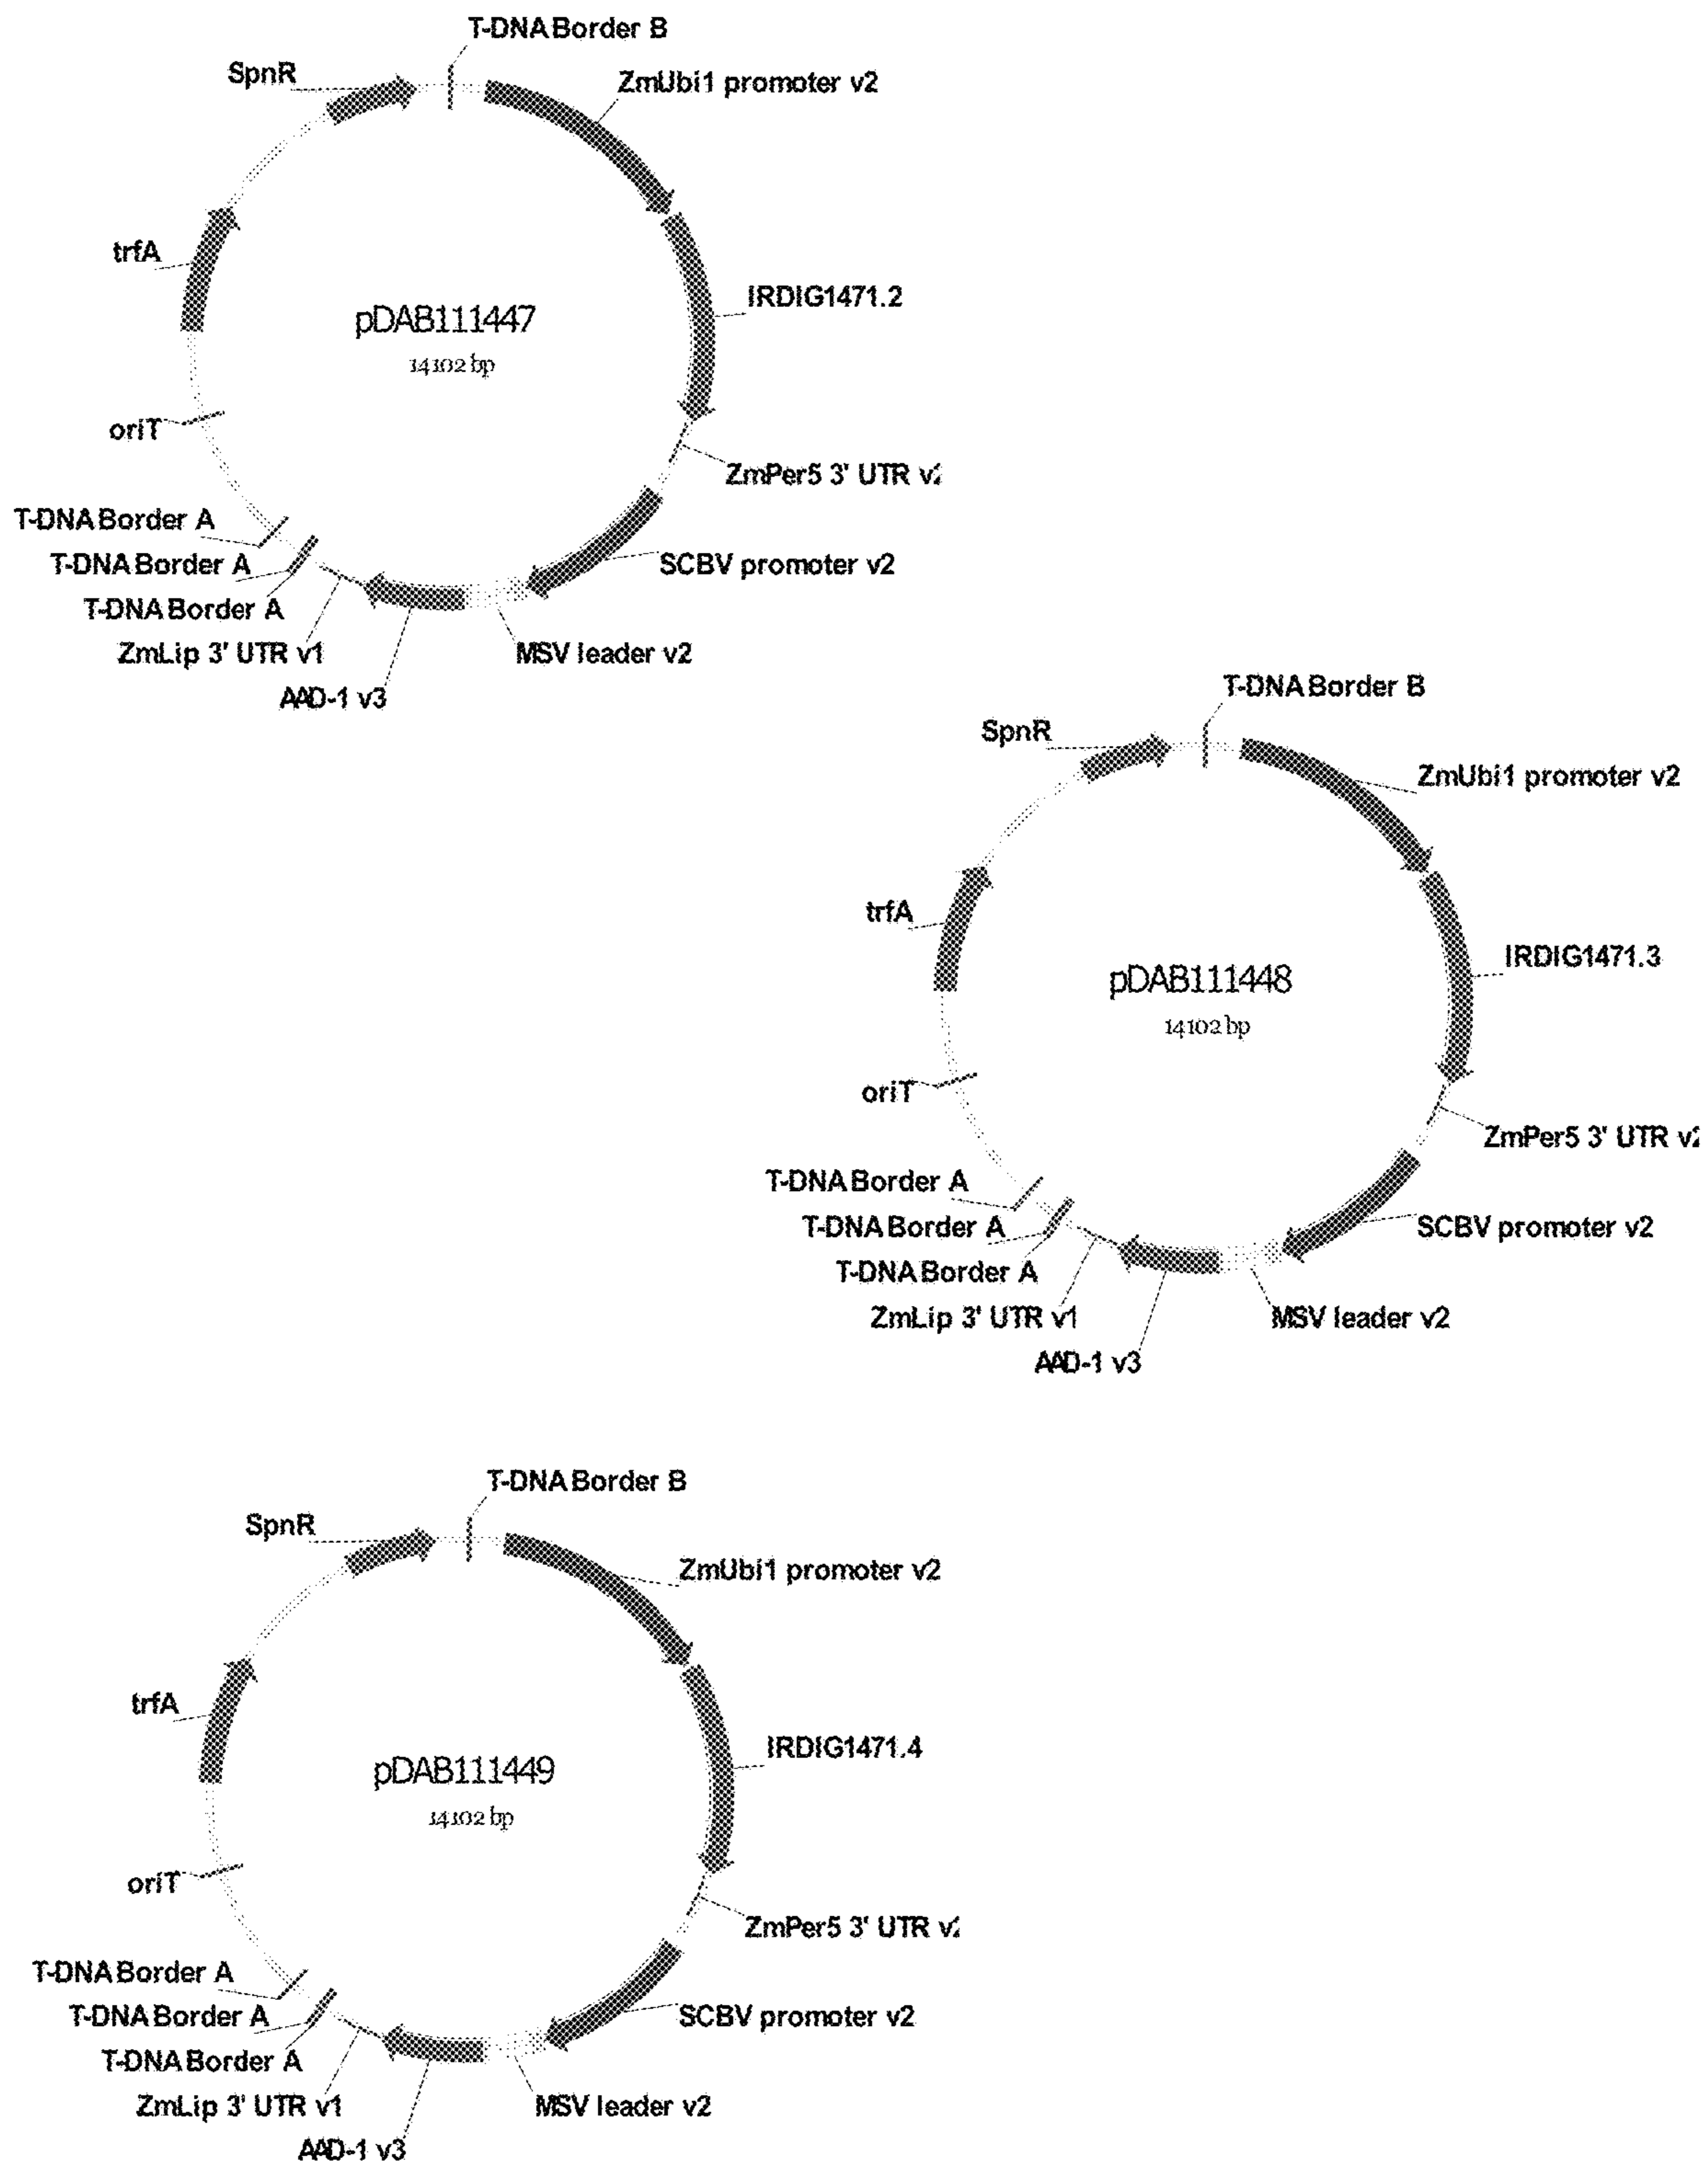 T-DNA Border B
SpnR
ZmUbi1 promoter v2
trfA
IRDIG1471.2
pDAB111447
14102 bp
oriT
ZmPer5 3' UTR v2
T-DNA Border A
T-DNA Border A
SCBV promoter v2
T-DNA Border A
ZmLip 3' UTR v1
MSV leader v2
AAD-1 v3
T-DNA Border B
SpnR
ZmUbi1 promoter v2
trfA
IRDIG1471.3
pDAB111448
14102 bp
oriT
ZmPer5 3' UTR v2
T-DNA Border A
T-DNA Border A
SCBV promoter v2
T-DNA Border A
ZmLip 3' UTR v1
MSV leader v2
AAD-1 v3
T-DNA Border B
SpnR
ZmUbi1 promoter v2
trfA
IRDIG1471.4
pDAB111449
14102 bp
oriT
ZmPer5 3' UTR v2
T-DNA Border A
T-DNA Border A
SCBV promoter v2
T-DNA Border A
ZmLip 3' UTR v1
MSV leader v2
AAD-1 v3